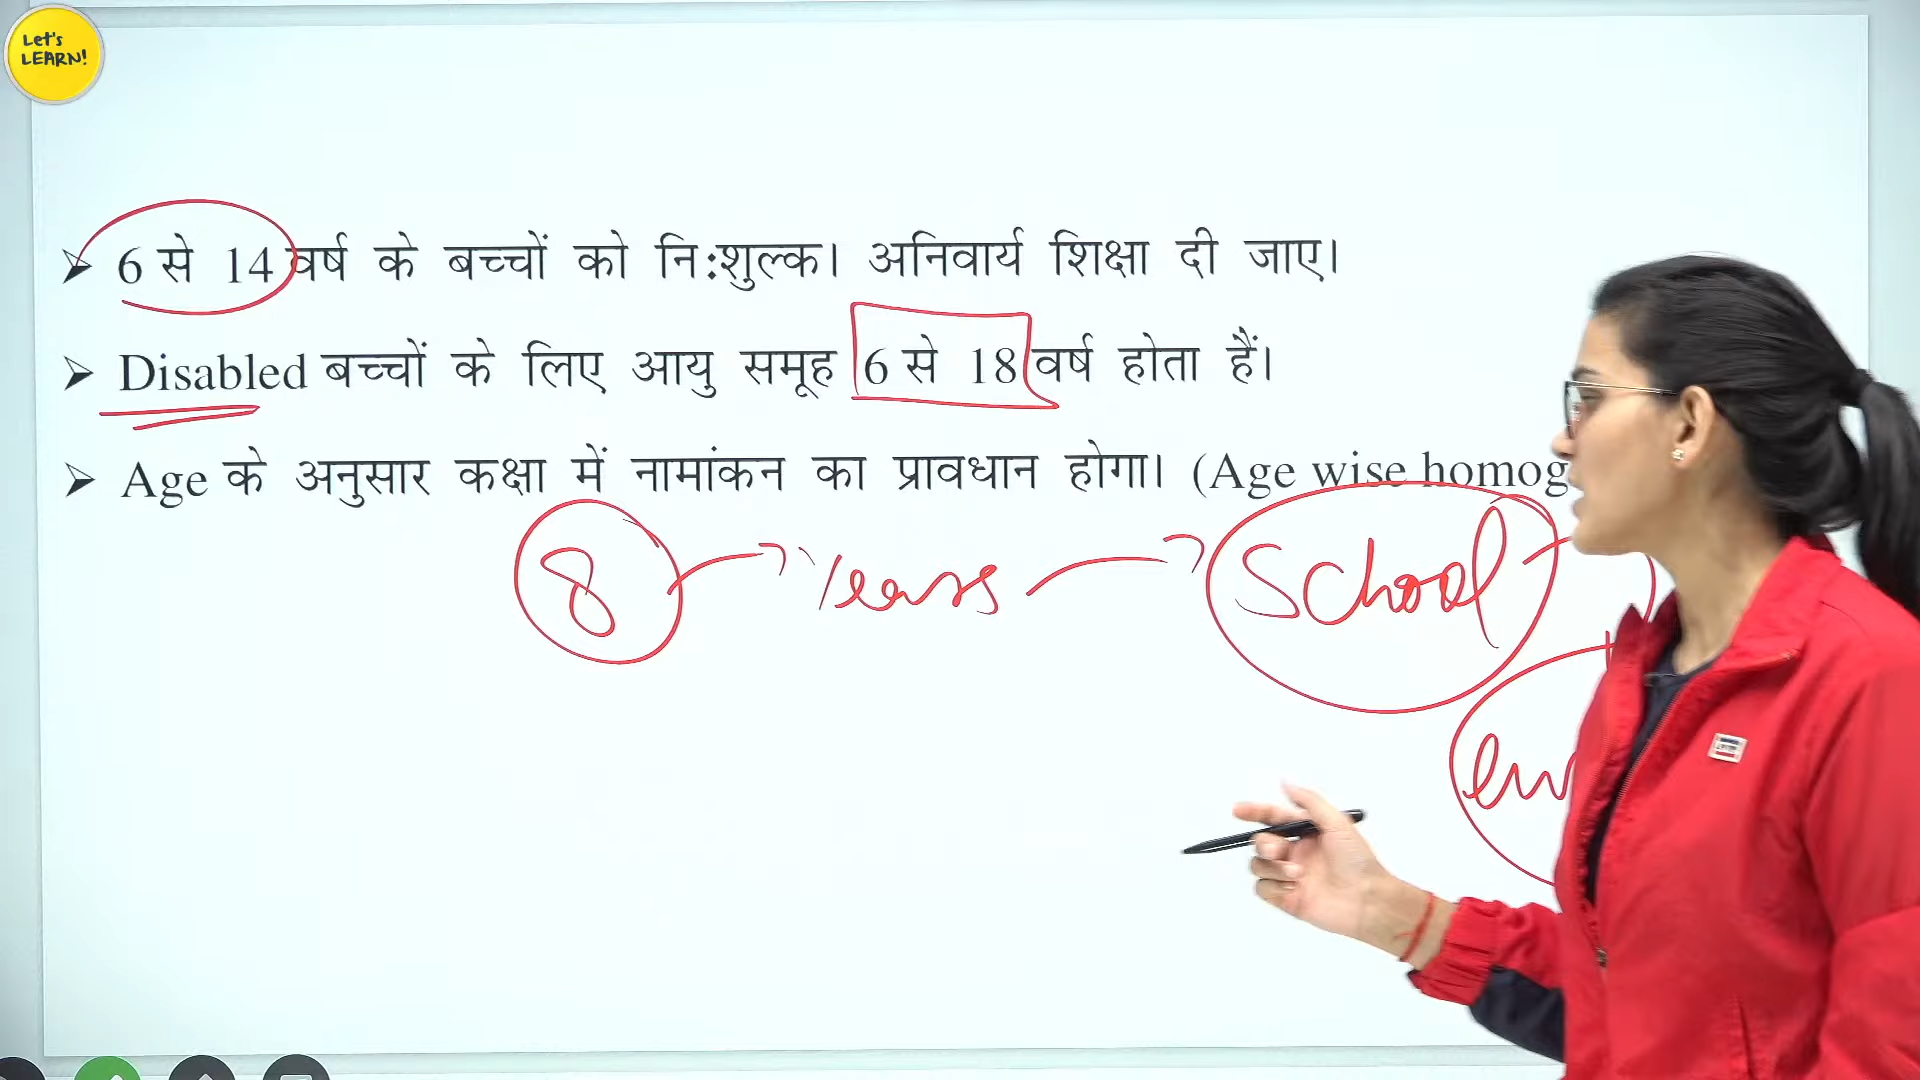 Let's
LEARN!
6 से 14 वर्ष के बच्चों को नि:शुल्क। अनिवार्य शिक्षा दी जाए।
Disabled बच्चों के लिए आयु समूह 6 से 18 वर्ष होता हैं।
Age के अनुसार कक्षा में नामांकन का प्रावधान होगा। (Age wise homog
8 Years School